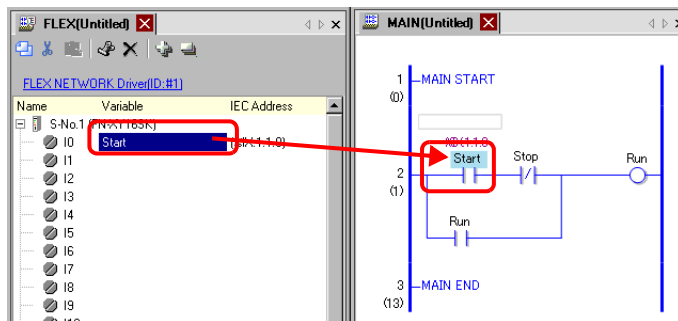 FLEX(Untitled)
FLEX NETWORK Driver(ID:#1)
Name Variable IEC Address
S-No.1
I0 Start
I1
I2
I3
I4
I5
I6
I7
I8
I9
MAIN(Untitled)
1 MAIN START
(0)
Start Stop Run
2
(1)
Run
3 MAIN END
(13)